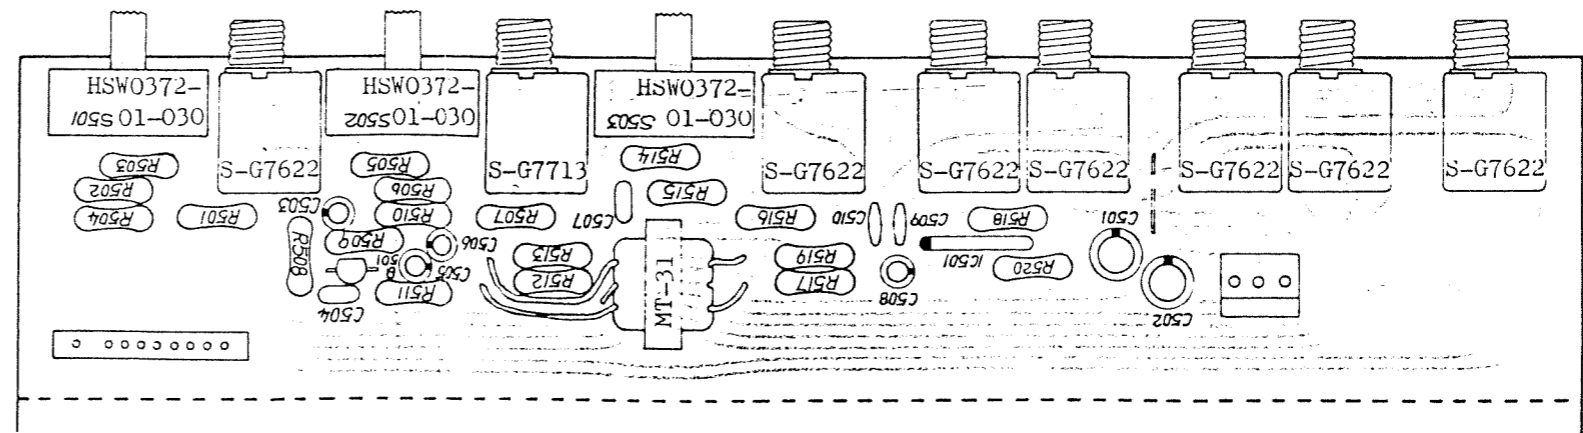 HSW0372-
S501 01-030
HSW0372-
S502 01-030
HSW0372-
S503 01-030
S-G7622
S-G7713
S-G7622
S-G7622
S-G7622
S-G7622
S-G7622
S-G7622
R503
R502
R504
R501
C503
R508
R505
R506
R510
R509
C506
Q501
C505
R511
C504
R507
R513
R512
C507
R514
R515
MT-31
R516
R519
R517
C510
C509
C508
IC501
R518
R520
C501
C502